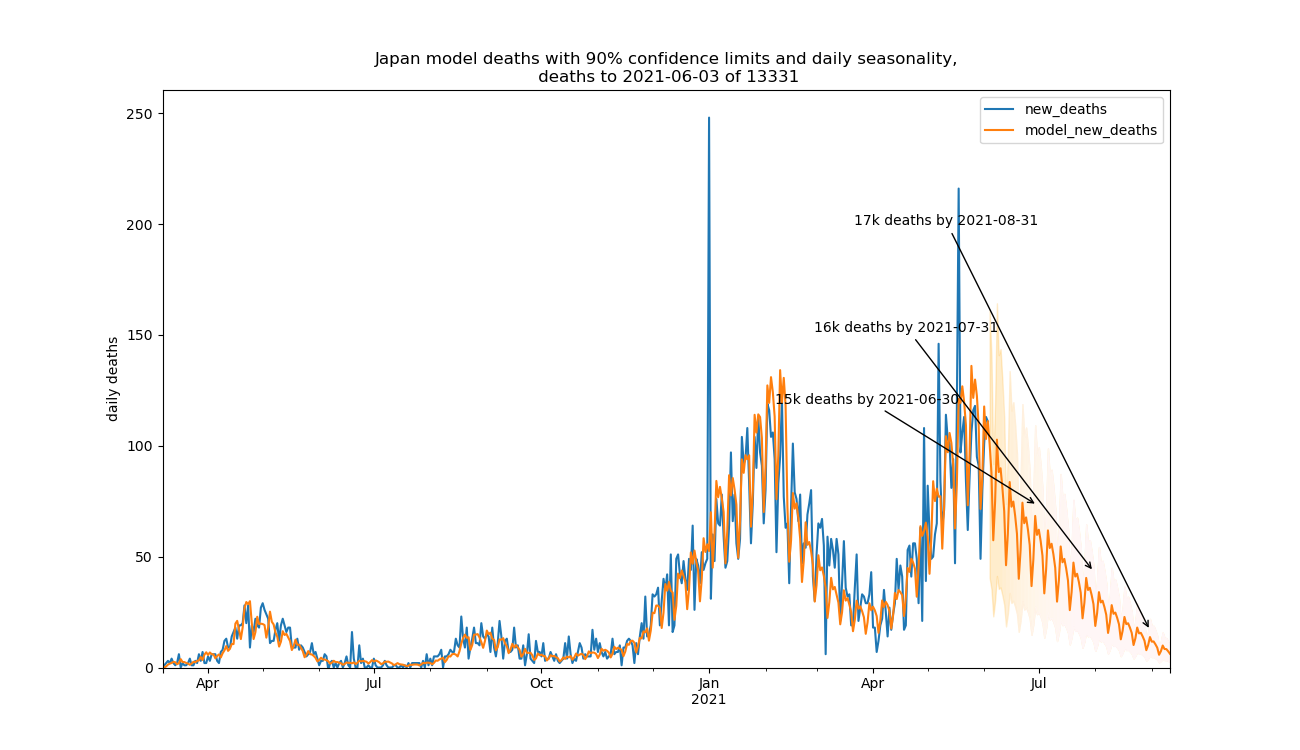 Japan model deaths with 90% confidence limits and daily seasonality,
deaths to 2021-06-03 of 13331
new_deaths
model_new_deaths
250
200
150
100
50
0
daily deaths
17k deaths by 2021-08-31
16k deaths by 2021-07-31
15k deaths by 2021-06-30
Apr
Jul
Oct
Jan
2021
Apr
Jul